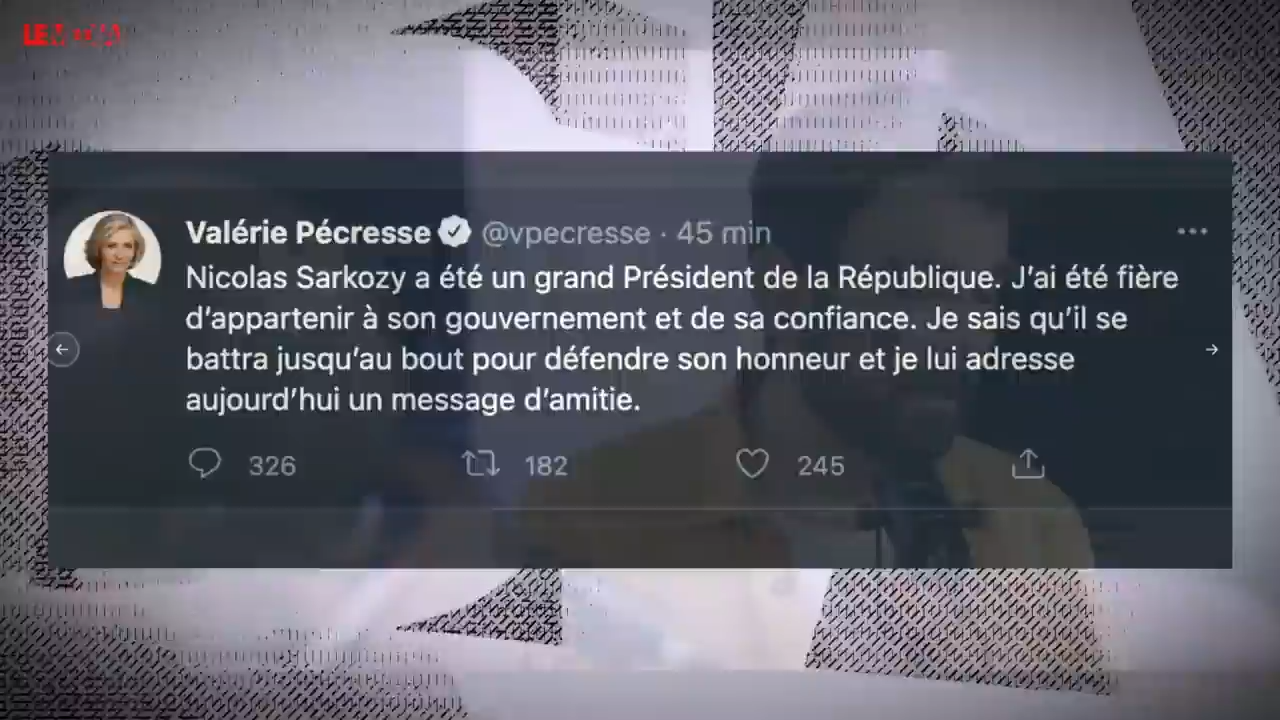 Valérie Pécresse @vpecresse · 45 min
Nicolas Sarkozy a été un grand Président de la République. J’ai été fière
d’appartenir à son gouvernement et de sa confiance. Je sais qu’il se
battra jusqu’au bout pour défendre son honneur et je lui adresse
aujourd’hui un message d’amitie.
326 182 245